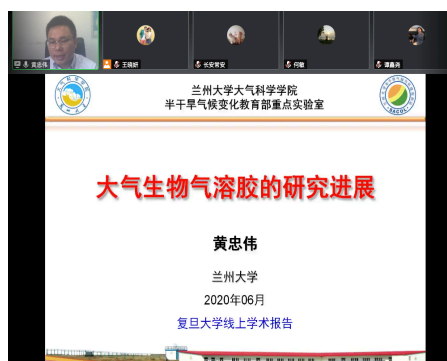 黄忠伟
王晓妍
长安常安
何敏
谭鑫尧
兰州大学大气科学学院
半干旱气候变化教育部重点实验室
大气生物气溶胶的研究进展
黄忠伟
兰州大学
2020年06月
复旦大学线上学术报告